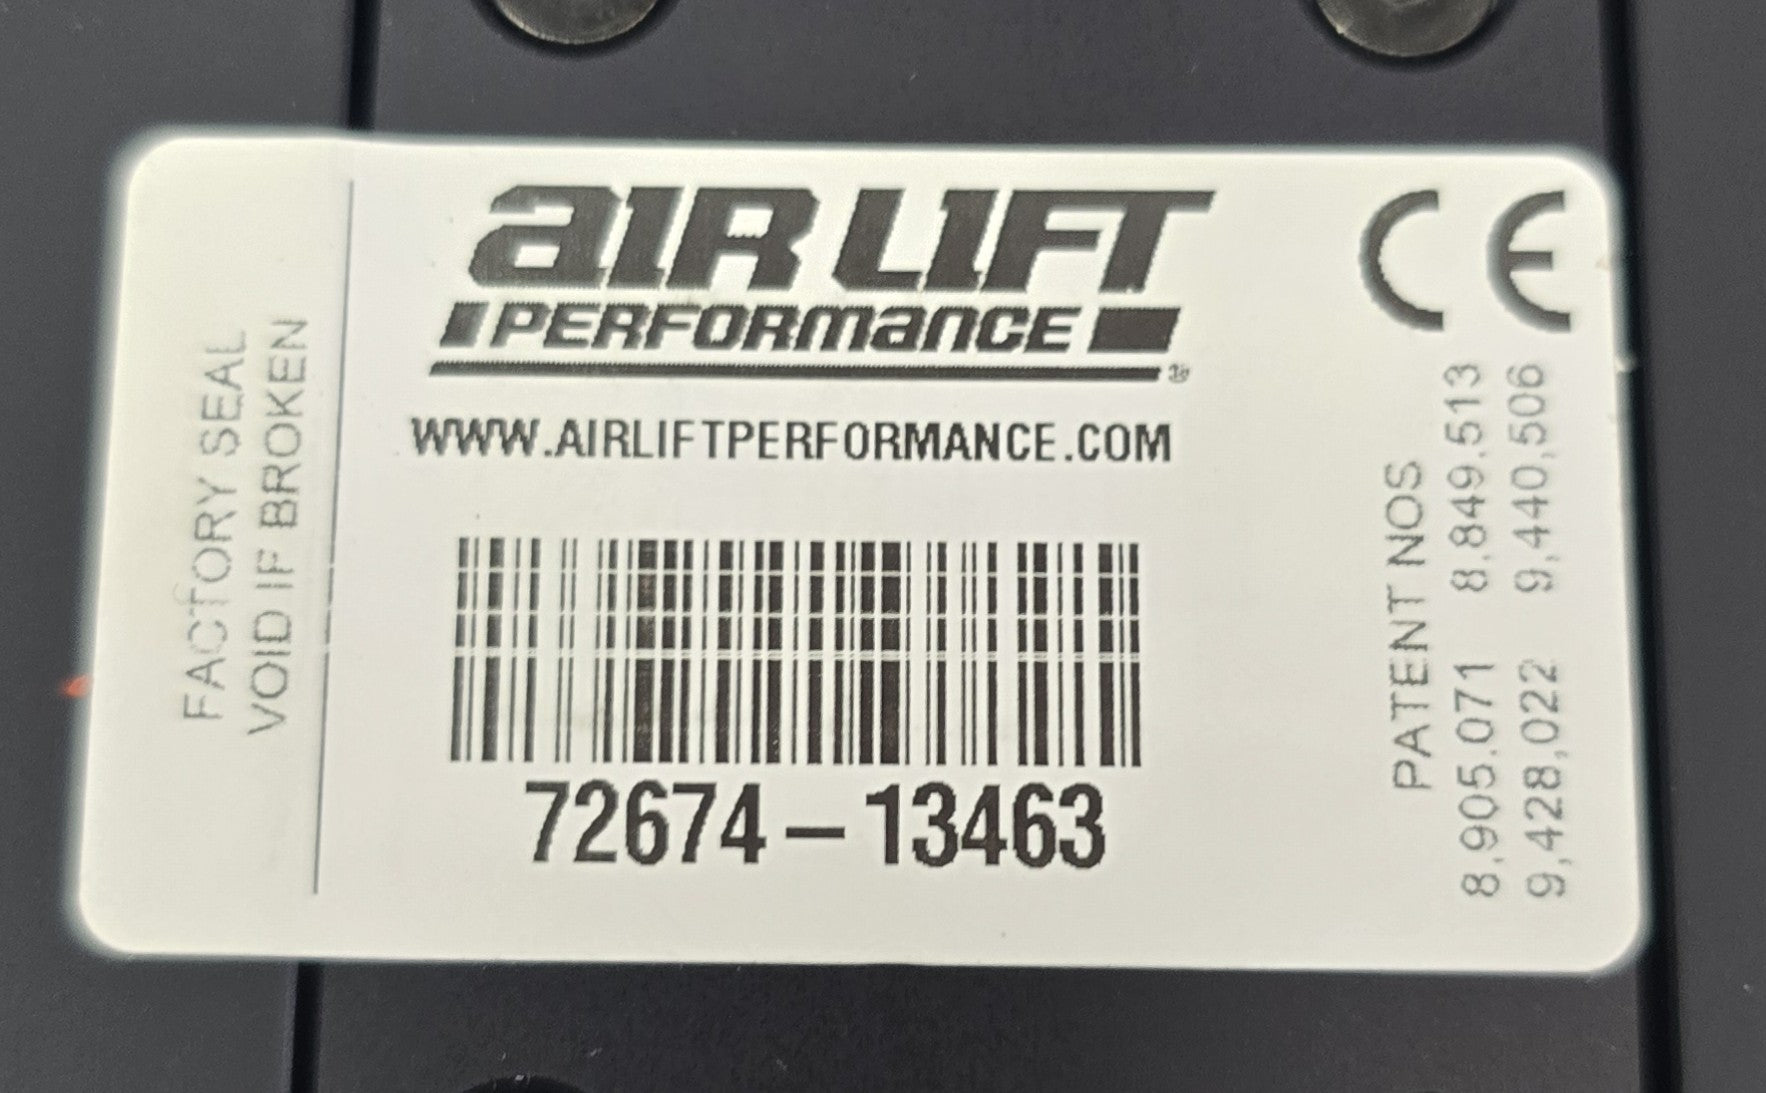 FACTORY SEAL
VOID IF BROKEN
aIR LIFT
PERFORmancE
®
WWW.AIRLIFTPERFORMANCE.COM
72674-13463
CE
PATENT NOS
8,905.071 8.849.513
9,428,022 9,440,506